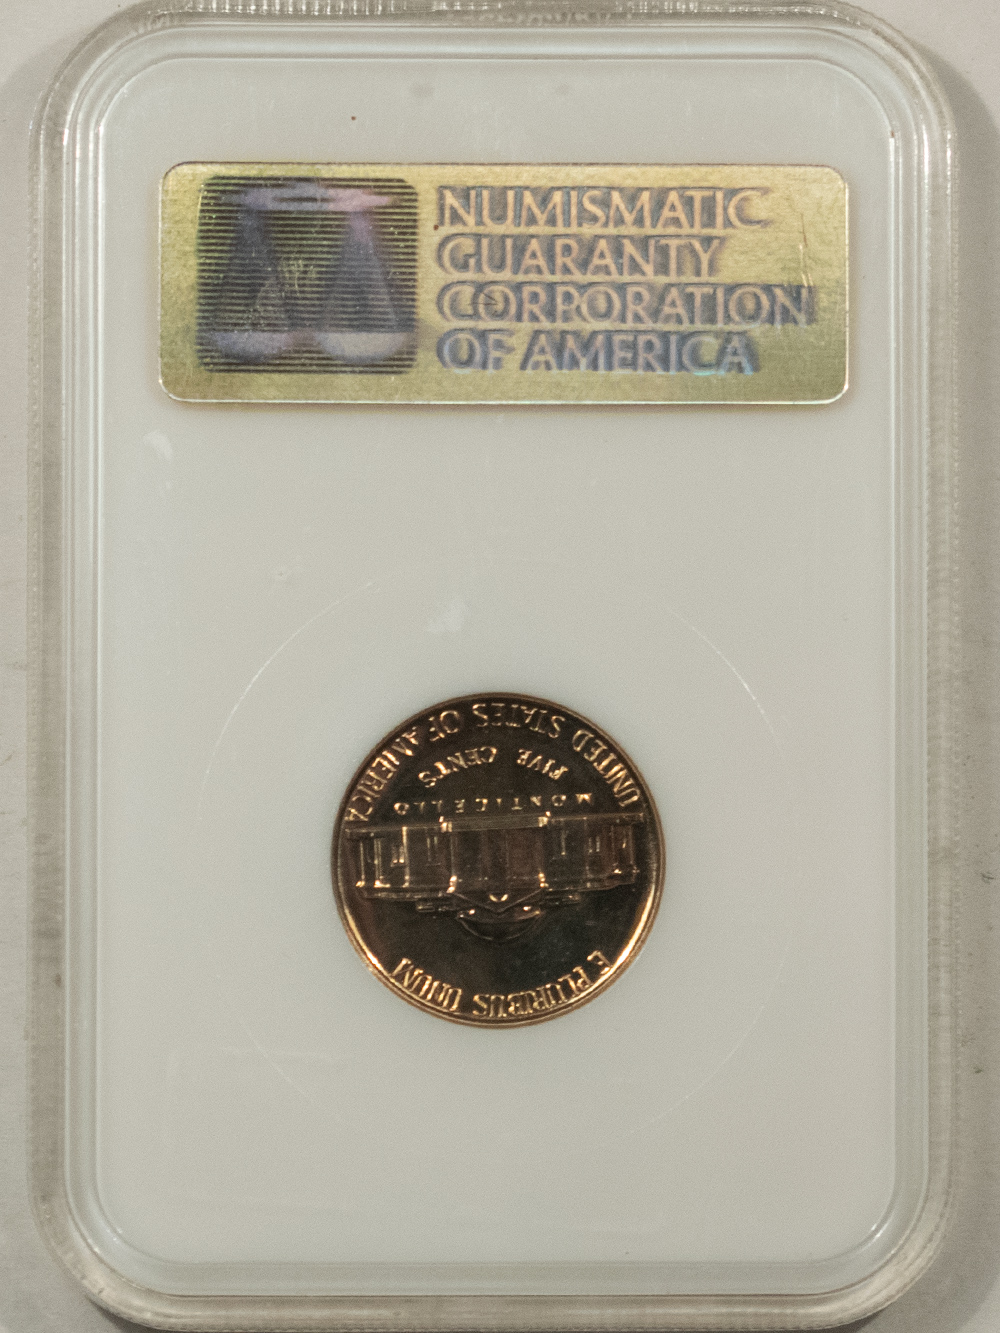 NUMISMATIC
GUARANTY
CORPORATION
OF AMERICA
E PLURIBUS UNUM
MONTICELLO
FIVE CENTS
UNITED STATES OF AMERICA